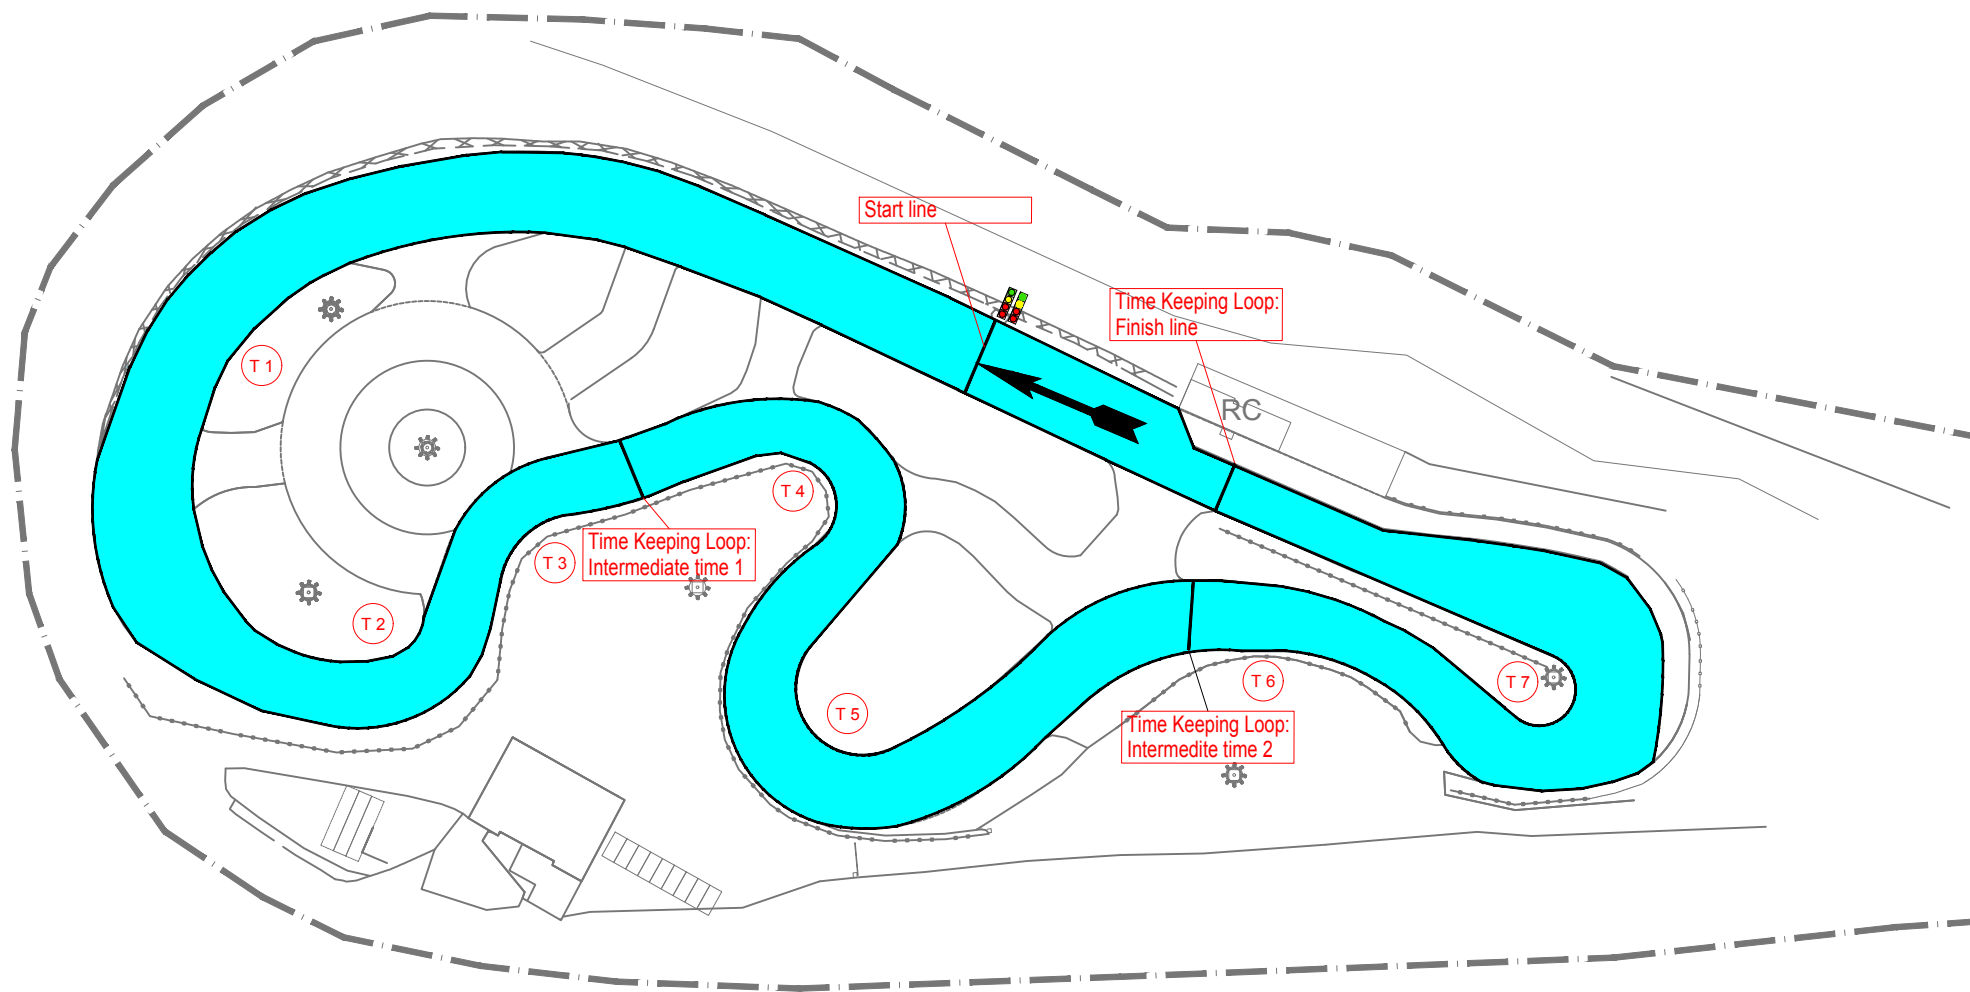 Start line
Time Keeping Loop:
Finish line
RC
T 1
T 4
T 3
Time Keeping Loop:
Intermediate time 1
T 2
T 5
T 6
T 7
Time Keeping Loop:
Intermedite time 2